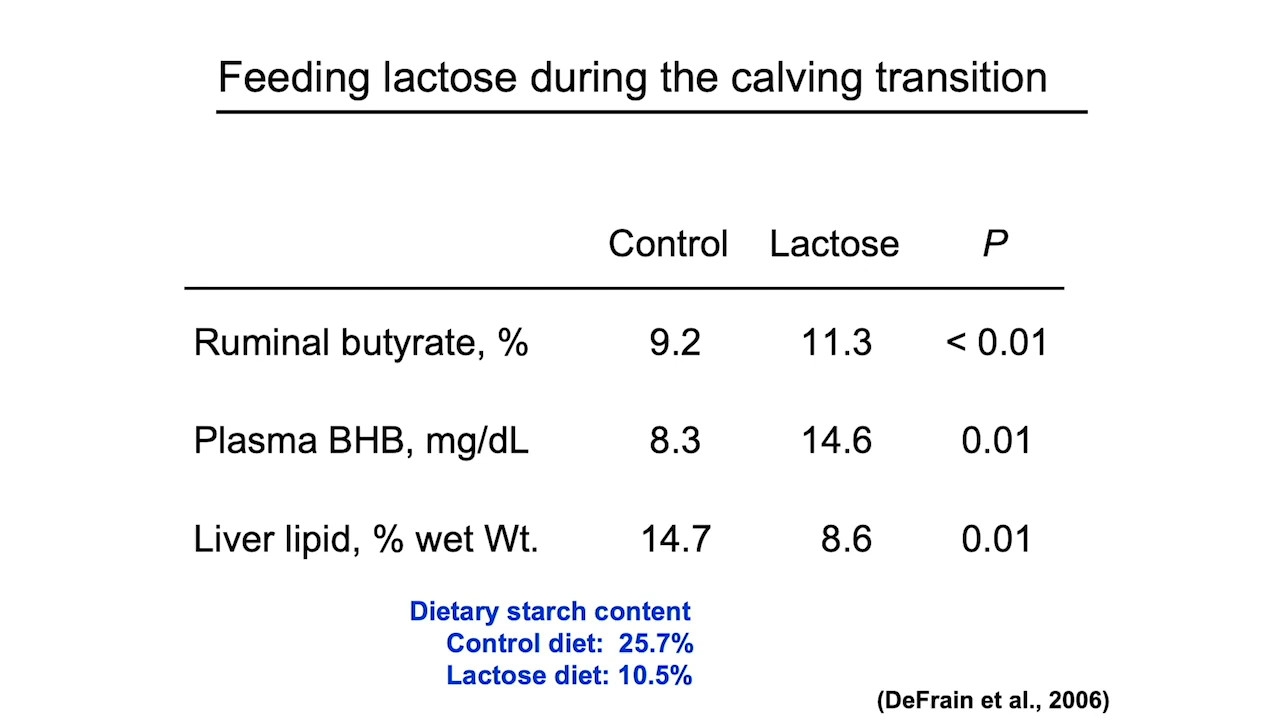 Feeding lactose during the calving transition
Control Lactose P
Ruminal butyrate, % 9.2 11.3 < 0.01
Plasma BHB, mg/dL 8.3 14.6 0.01
Liver lipid, % wet Wt. 14.7 8.6 0.01
Dietary starch content
Control diet: 25.7%
Lactose diet: 10.5%
(DeFrain et al., 2006)